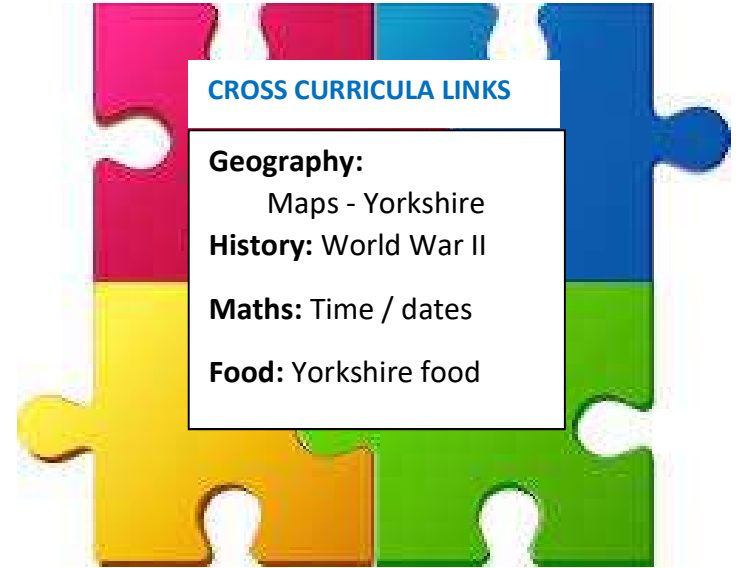 CROSS CURRICULA LINKS
Geography:
Maps - Yorkshire
History: World War II
Maths: Time / dates
Food: Yorkshire food